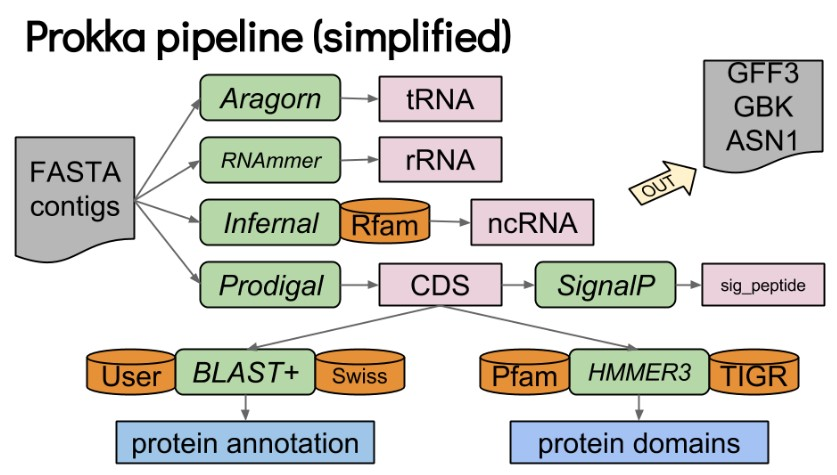 Prokka pipeline (simplified)
FASTA
contigs
Aragorn
tRNA
RNAmmer
rRNA
Infernal
Rfam
ncRNA
Prodigal
CDS
SignalP
sig_peptide
OUT
GFF3
GBK
ASN1
User
BLAST+
Swiss
Pfam
HMMER3
TIGR
protein annotation
protein domains